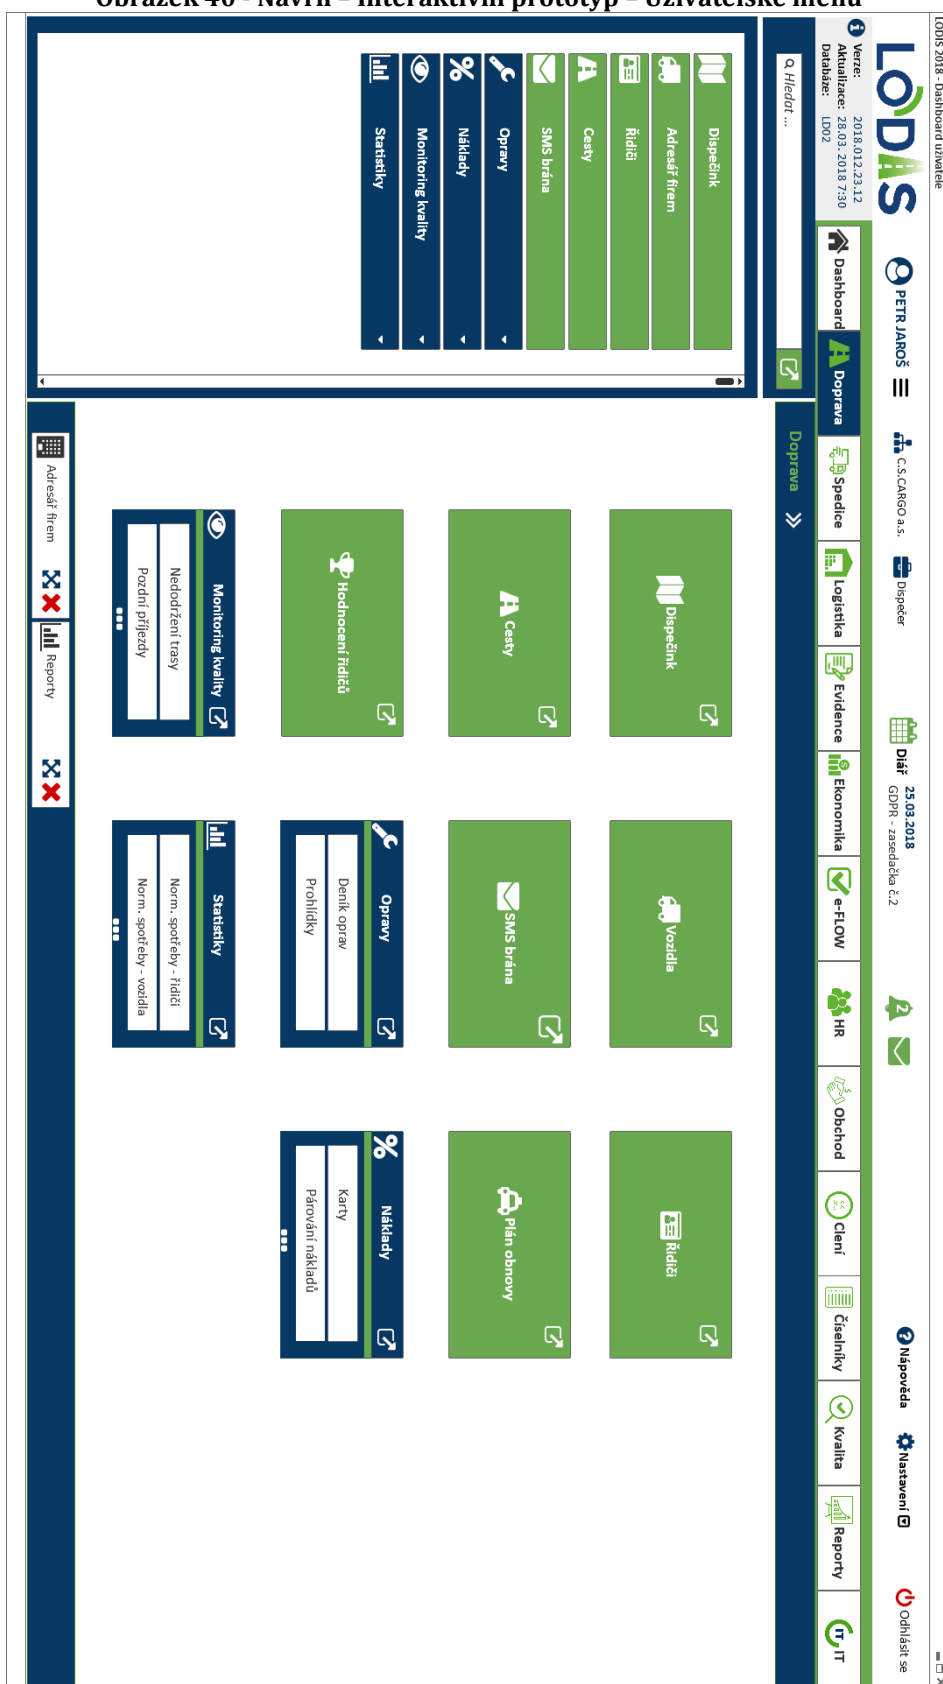 Obrázek 40 - Návrh – Interaktivní prototyp – Uživatelské menu
LODIS 2018 - Dashboard uživatele
LODAS
PETR JAROŠ
C.S.CARGO a.s.
Dispečer
Diář
25.03.2018
GDPR - zasedačka č.2
2
Nápověda
Nastavení
Odhlásit se
Verze: 2018.012.23.12
Aktualizace: 28.03. 2018 7:30
Databáze: LD02
Dashboard
Doprava
Spedice
Logistika
Evidence
Ekonomika
e-FLOW
HR
Obchod
Clení
Číselníky
Kvalita
Reporty
IT
IT
Hledat ...
Doprava
Dispečink
Adresář firem
Řidiči
Cesty
SMS brána
Opravy
Náklady
Monitoring kvality
Statistiky
Dispečink
Vozidla
Řidiči
Cesty
SMS brána
Plán obnovy
Hodnocení řidičů
Opravy
Deník oprav
Prohlídky
Náklady
Karty
Párování nákladů
Monitoring kvality
Nedodržení trasy
Pozdní příjezdy
Statistiky
Norm. spotřeby - řidiči
Norm. spotřeby - vozidla
Adresář firem
Reporty